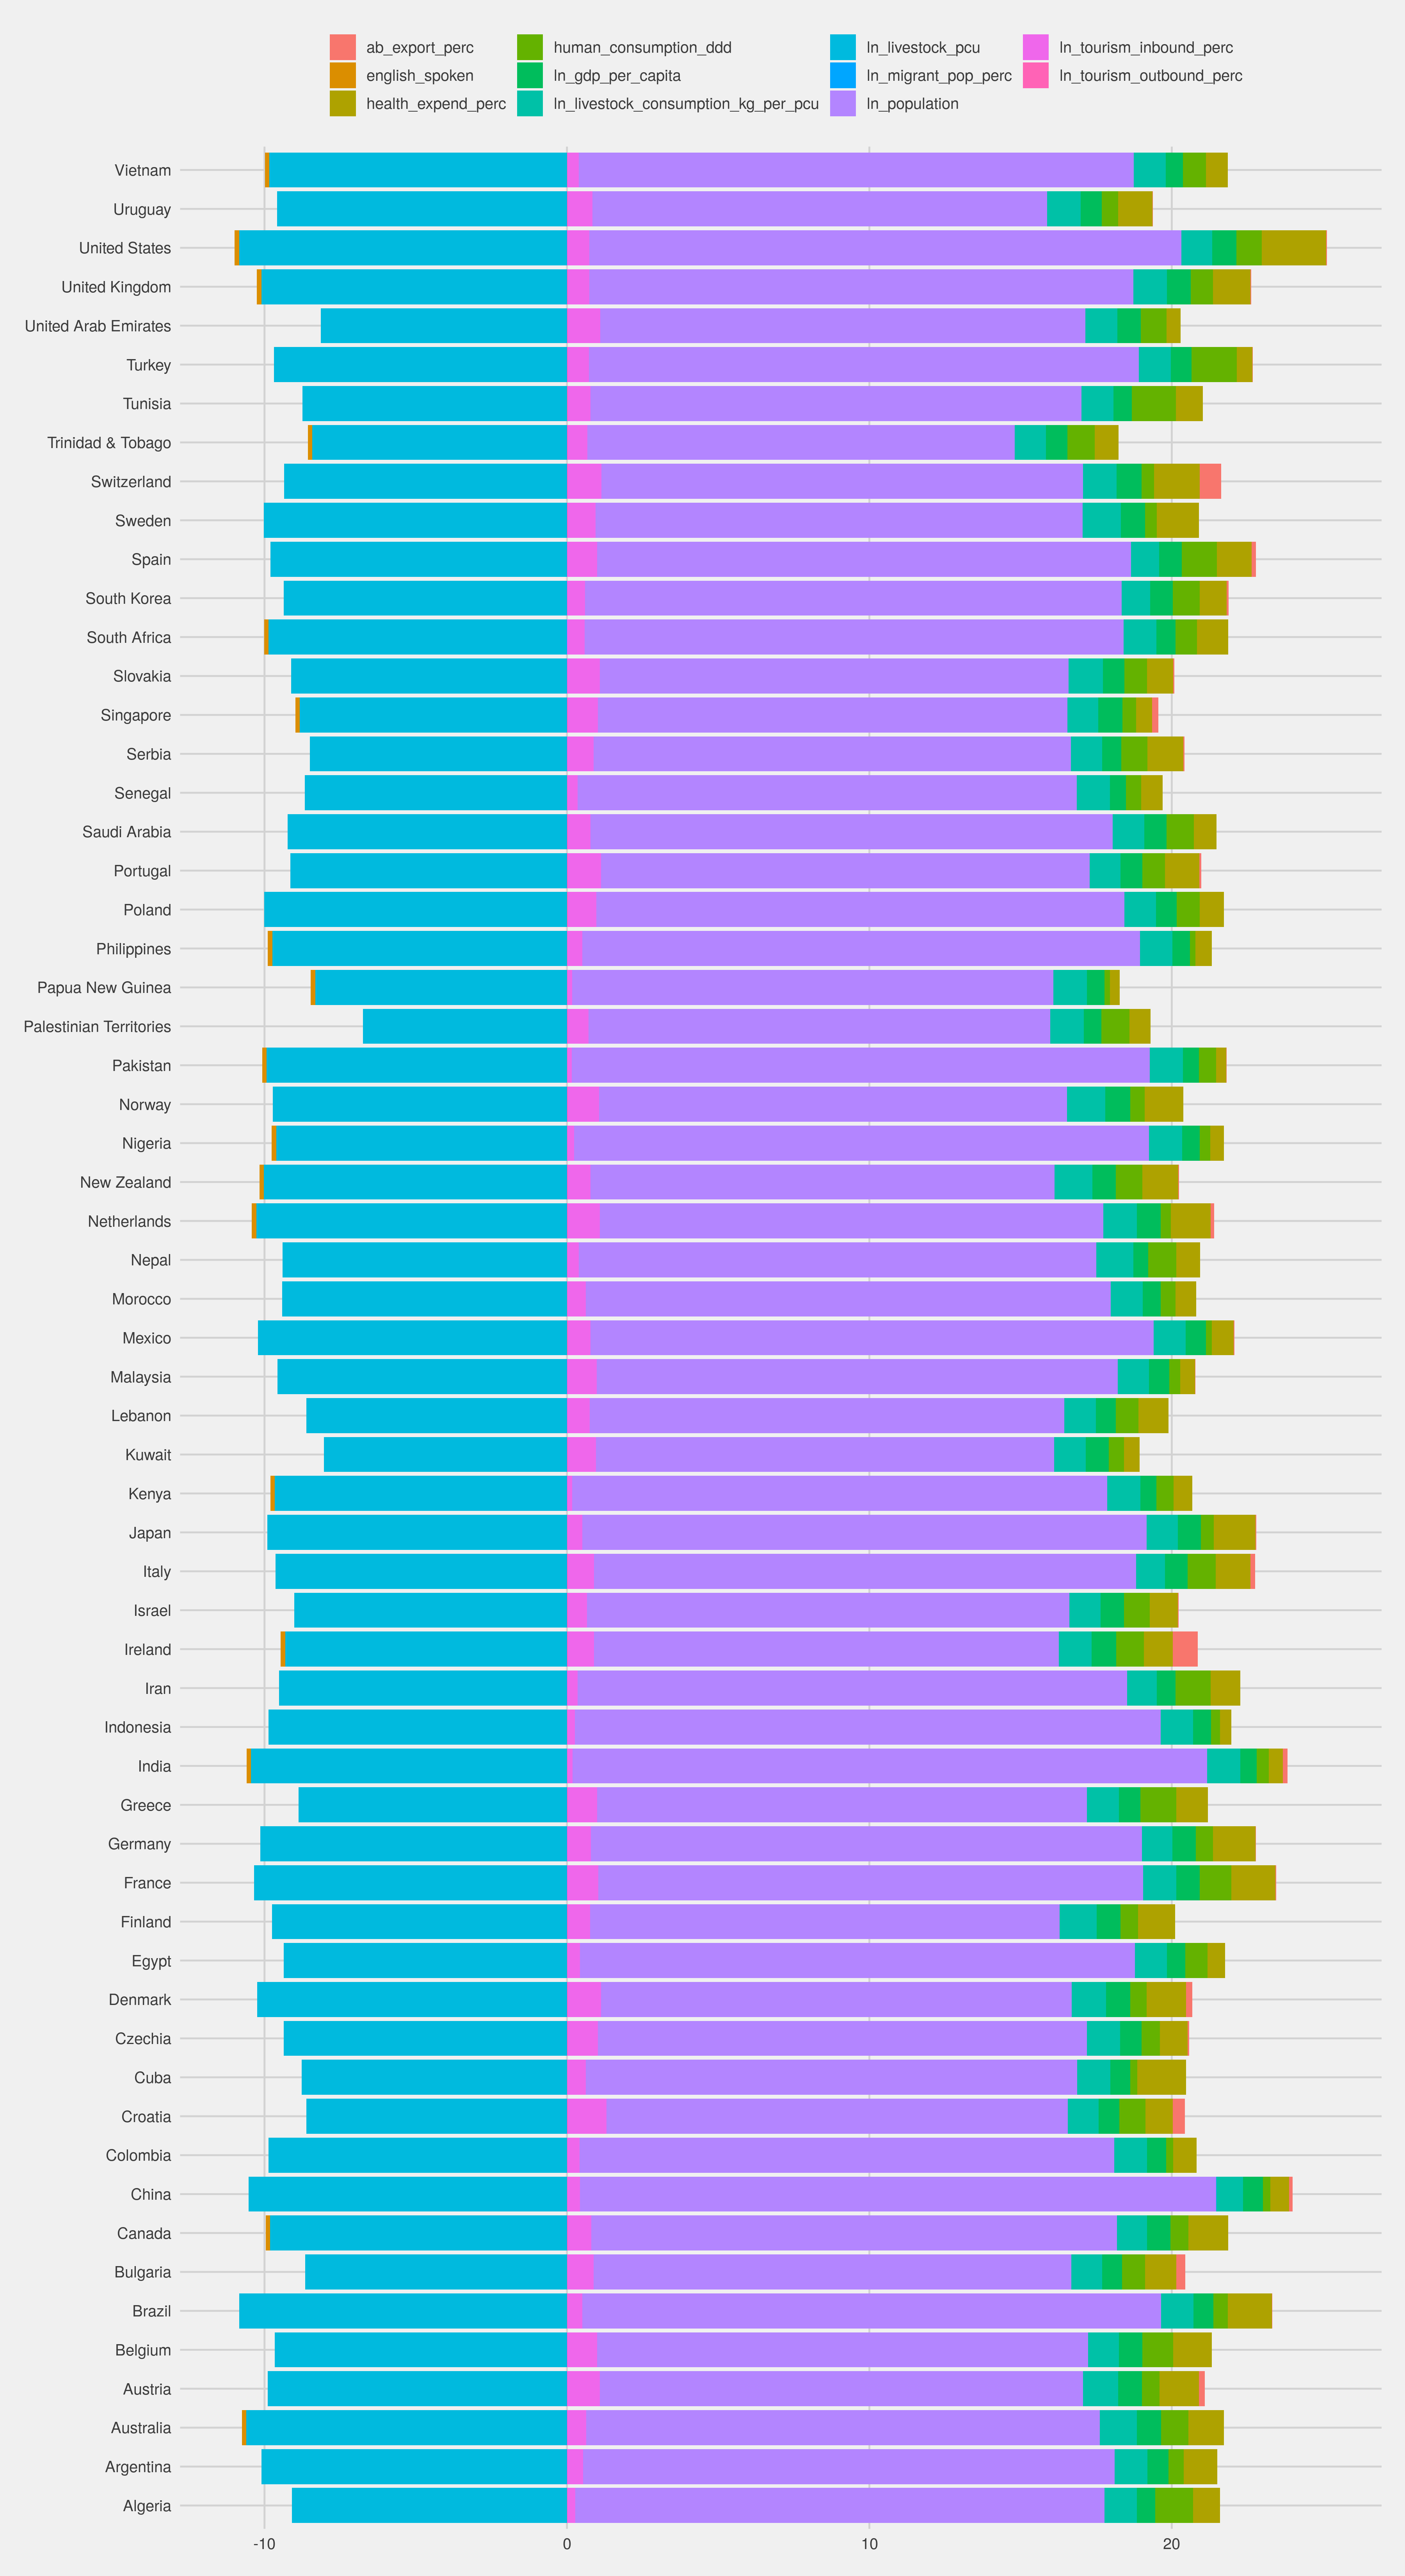 ab_export_perc human_consumption_ddd ln_livestock_pcu ln_tourism_inbound_perc
english_spoken ln_gdp_per_capita ln_migrant_pop_perc ln_tourism_outbound_perc
health_expend_perc ln_livestock_consumption_kg_per_pcu ln_population
Vietnam
Uruguay
United States
United Kingdom
United Arab Emirates
Turkey
Tunisia
Trinidad & Tobago
Switzerland
Sweden
Spain
South Korea
South Africa
Slovakia
Singapore
Serbia
Senegal
Saudi Arabia
Portugal
Poland
Philippines
Papua New Guinea
Palestinian Territories
Pakistan
Norway
Nigeria
New Zealand
Netherlands
Nepal
Morocco
Mexico
Malaysia
Lebanon
Kuwait
Kenya
Japan
Italy
Israel
Ireland
Iran
Indonesia
India
Greece
Germany
France
Finland
Egypt
Denmark
Czechia
Cuba
Croatia
Colombia
China
Canada
Bulgaria
Brazil
Belgium
Austria
Australia
Argentina
Algeria
-10 0 10 20